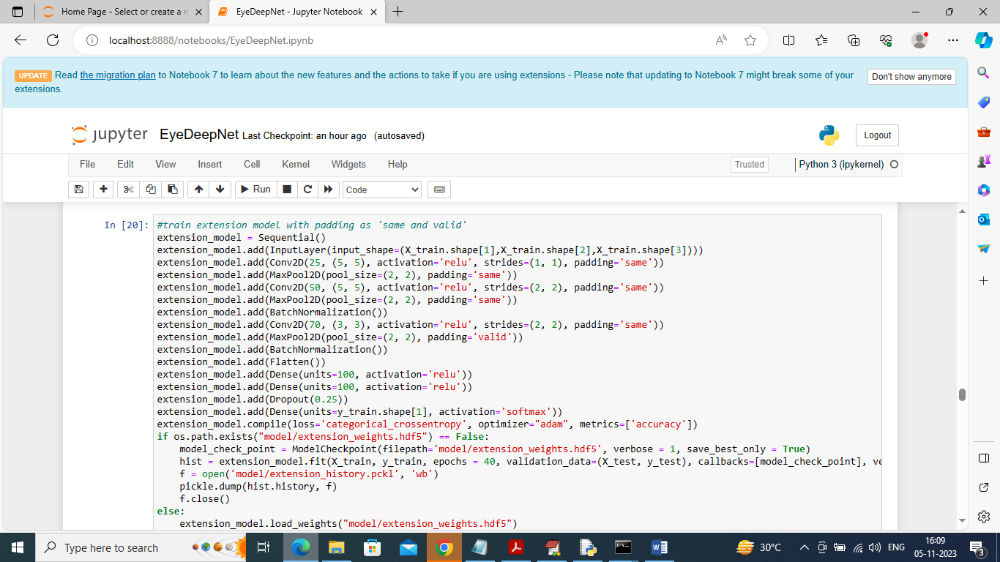 Home Page - Select or create a n
EyeDeepNet - Jupyter Notebook
localhost:8888/notebooks/EyeDeepNet.ipynb
UPDATE Read the migration plan to Notebook 7 to learn about the new features and the actions to take if you are using extensions - Please note that updating to Notebook 7 might break some of your
extensions.
Don't show anymore
jupyter EyeDeepNet Last Checkpoint: an hour ago (autosaved)
Logout
File Edit View Insert Cell Kernel Widgets Help
Trusted
Python 3 (ipykernel)
Run
Code
In [20]:
#train extension model with padding as 'same and valid'
extension_model = Sequential()
extension_model.add(InputLayer(input_shape=(X_train.shape[1],X_train.shape[2],X_train.shape[3])))
extension_model.add(Conv2D(25, (5, 5), activation='relu', strides=(1, 1), padding='same'))
extension_model.add(MaxPool2D(pool_size=(2, 2), padding='same'))
extension_model.add(Conv2D(50, (5, 5), activation='relu', strides=(2, 2), padding='same'))
extension_model.add(MaxPool2D(pool_size=(2, 2), padding='same'))
extension_model.add(BatchNormalization())
extension_model.add(Conv2D(70, (3, 3), activation='relu', strides=(2, 2), padding='same'))
extension_model.add(MaxPool2D(pool_size=(2, 2), padding='valid'))
extension_model.add(BatchNormalization())
extension_model.add(Flatten())
extension_model.add(Dense(units=100, activation='relu'))
extension_model.add(Dense(units=100, activation='relu'))
extension_model.add(Dropout(0.25))
extension_model.add(Dense(units=y_train.shape[1], activation='softmax'))
extension_model.compile(loss='categorical_crossentropy', optimizer="adam", metrics=['accuracy'])
if os.path.exists("model/extension_weights.hdf5") == False:
    model_check_point = ModelCheckpoint(filepath='model/extension_weights.hdf5', verbose = 1, save_best_only = True)
    hist = extension_model.fit(X_train, y_train, epochs = 40, validation_data=(X_test, y_test), callbacks=[model_check_point], ve
    f = open('model/extension_history.pckl', 'wb')
    pickle.dump(hist.history, f)
    f.close()
else:
    extension_model.load_weights("model/extension_weights.hdf5")
Type here to search
30°C
ENG
16:09
05-11-2023
3